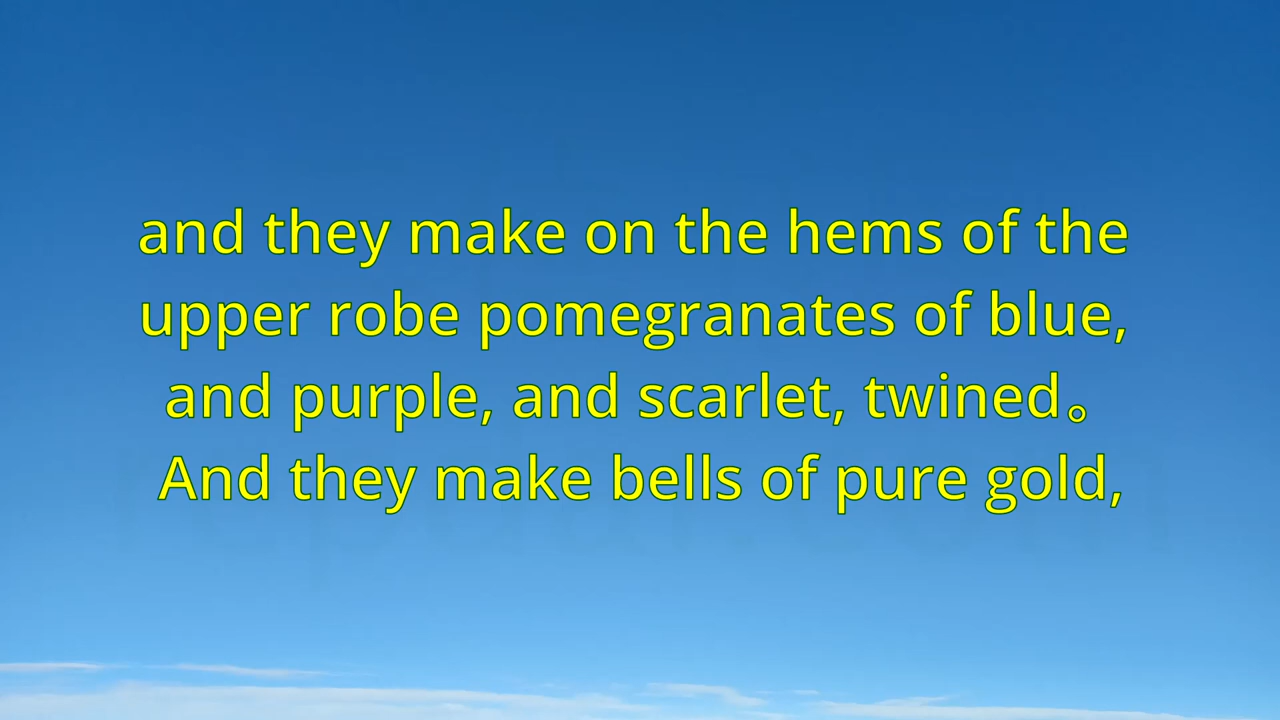 and they make on the hems of the
upper robe pomegranates of blue,
and purple, and scarlet, twined。
And they make bells of pure gold,